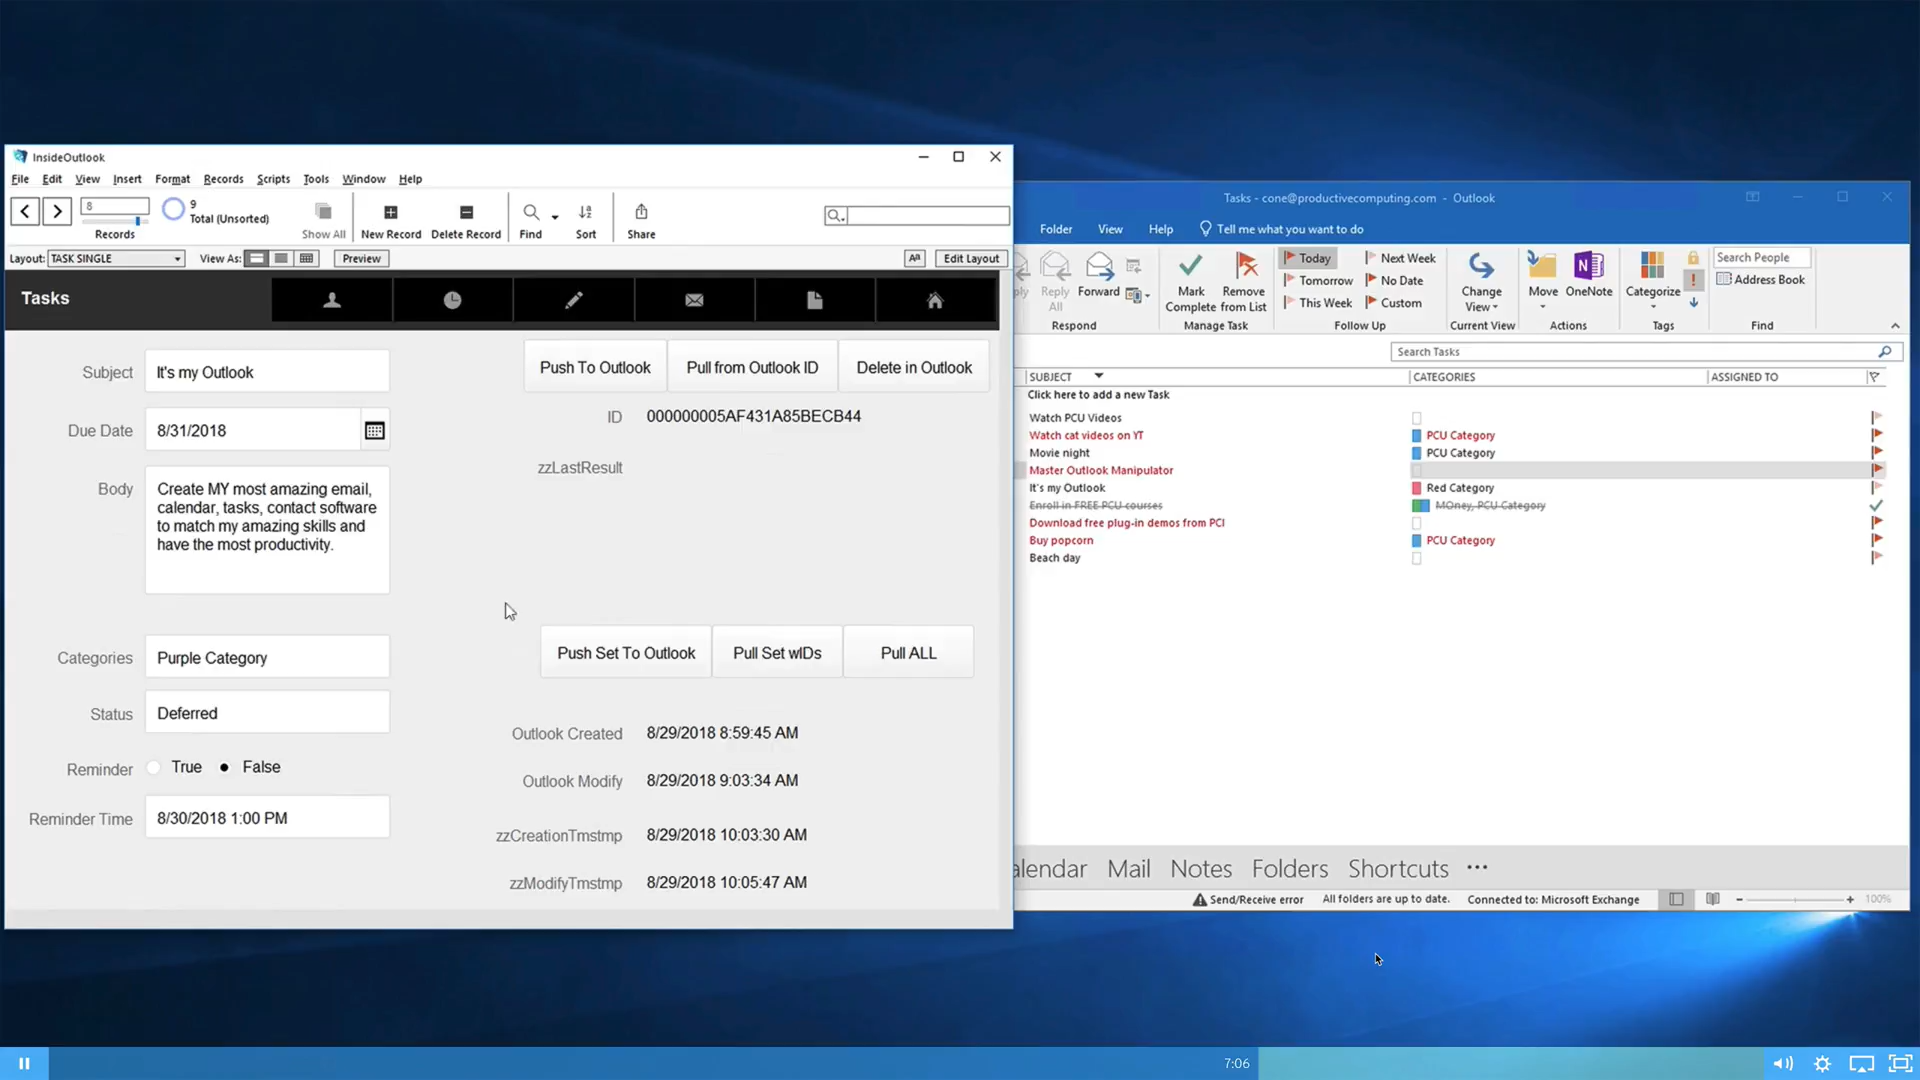 InsideOutlook
File Edit View Insert Format Records Scripts Tools Window Help
8
9
Total (Unsorted)
Records
Show All New Record Delete Record Find Sort Share
Layout: TASK SINGLE View As: Preview Aª Edit Layout
Tasks
Subject It's my Outlook
Push To Outlook Pull from Outlook ID Delete in Outlook
ID 000000005AF431A85BECB44
Due Date 8/31/2018
zzLastResult
Body Create MY most amazing email,
calendar, tasks, contact software
to match my amazing skills and
have the most productivity.
Push Set To Outlook Pull Set wIDs Pull ALL
Categories Purple Category
Status Deferred
Reminder True False
Reminder Time 8/30/2018 1:00 PM
Outlook Created 8/29/2018 8:59:45 AM
Outlook Modify 8/29/2018 9:03:34 AM
zzCreationTmstmp 8/29/2018 10:03:30 AM
zzModifyTmstmp 8/29/2018 10:05:47 AM
Tasks - cone@productivecomputing.com - Outlook
Folder View Help Tell me what you want to do
ply Reply All Forward
Respond
Mark Complete Remove from List
Manage Task
Today Next Week
Tomorrow No Date
This Week Custom
Follow Up
Change View
Current View
Move OneNote
Actions
Categorize
Tags
Search People
Address Book
Find
Search Tasks
SUBJECT CATEGORIES ASSIGNED TO
Click here to add a new Task
Watch PCU Videos
Watch cat videos on YT PCU Category
Movie night PCU Category
Master Outlook Manipulator
It's my Outlook Red Category
Enroll in FREE PCU courses MOney, PCU Category
Download free plug-in demos from PCI
Buy popcorn PCU Category
Beach day
alendar Mail Notes Folders Shortcuts ···
Send/Receive error All folders are up to date. Connected to: Microsoft Exchange 100%
7:06